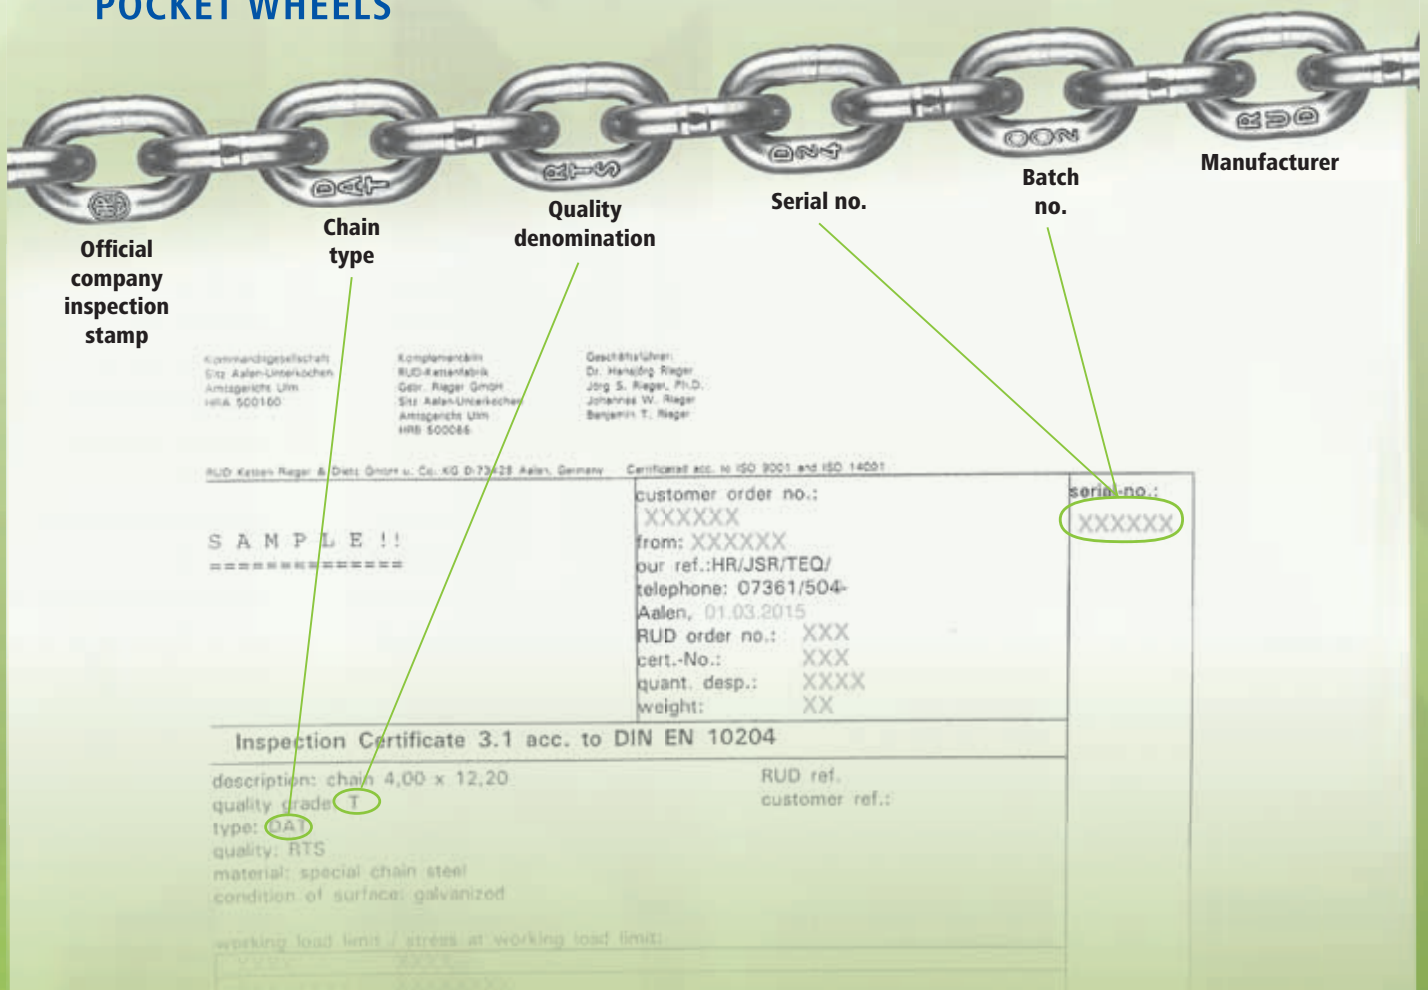 POCKET WHEELS
DAT
RTS
D24
002
RUD
Official
company
inspection
stamp
Chain
type
Quality
denomination
Serial no.
Batch
no.
Manufacturer
Kommanditgesellschaft
Sitz Aalen-Unterkochen
Amtsgericht Ulm
HRA 500160
Komplementärin
RUD-Kettenfabrik
Gebr. Rieger GmbH
Sitz Aalen-Unterkochen
Amtsgericht Ulm
HRB 500066
Geschäftsführer:
Dr. Hansjörg Rieger
Jörg S. Rieger, Ph.D.
Johannes W. Rieger
Benjamin T. Rieger
RUD Ketten Rieger & Dietz GmbH u. Co. KG D-73428 Aalen, Germany Certificated acc. to ISO 9001 and ISO 14001
SAMPLE!!
==============
customer order no.:
XXXXXX
from: XXXXXX
our ref.:HR/JSR/TEQ/
telephone: 07361/504-
Aalen, 01.03.2015
RUD order no.: XXX
cert.-No.: XXX
quant. desp.: XXXX
weight: XX
serial-no.:
XXXXXX
Inspection Certificate 3.1 acc. to DIN EN 10204
description: chain 4,00 x 12,20
quality grade: T
type: DAT
quality: RTS
material: special chain steel
condition of surface: galvanized
RUD ref.
customer ref.:
working load limit / stress at working load limit: